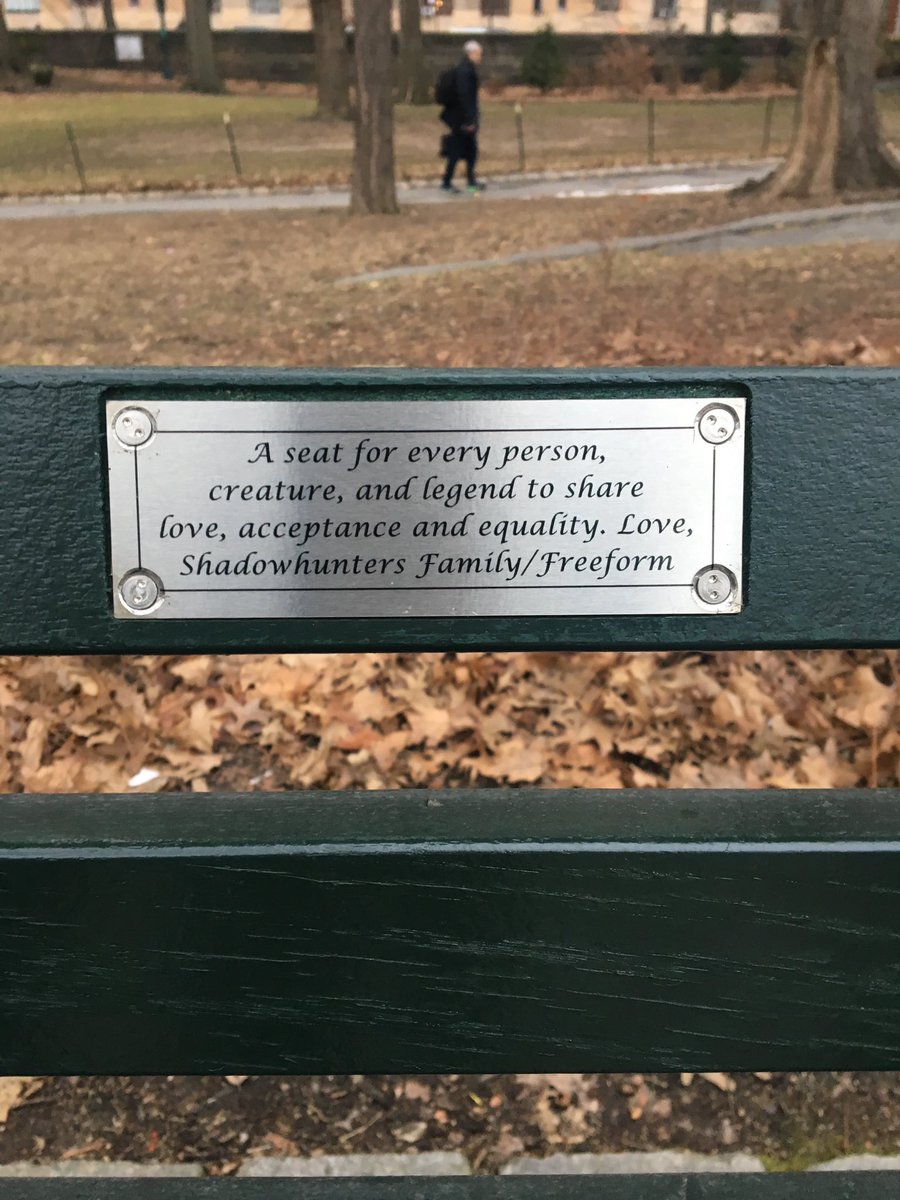 A seat for every person,
creature, and legend to share
love, acceptance and equality. Love,
Shadowhunters Family/Freeform